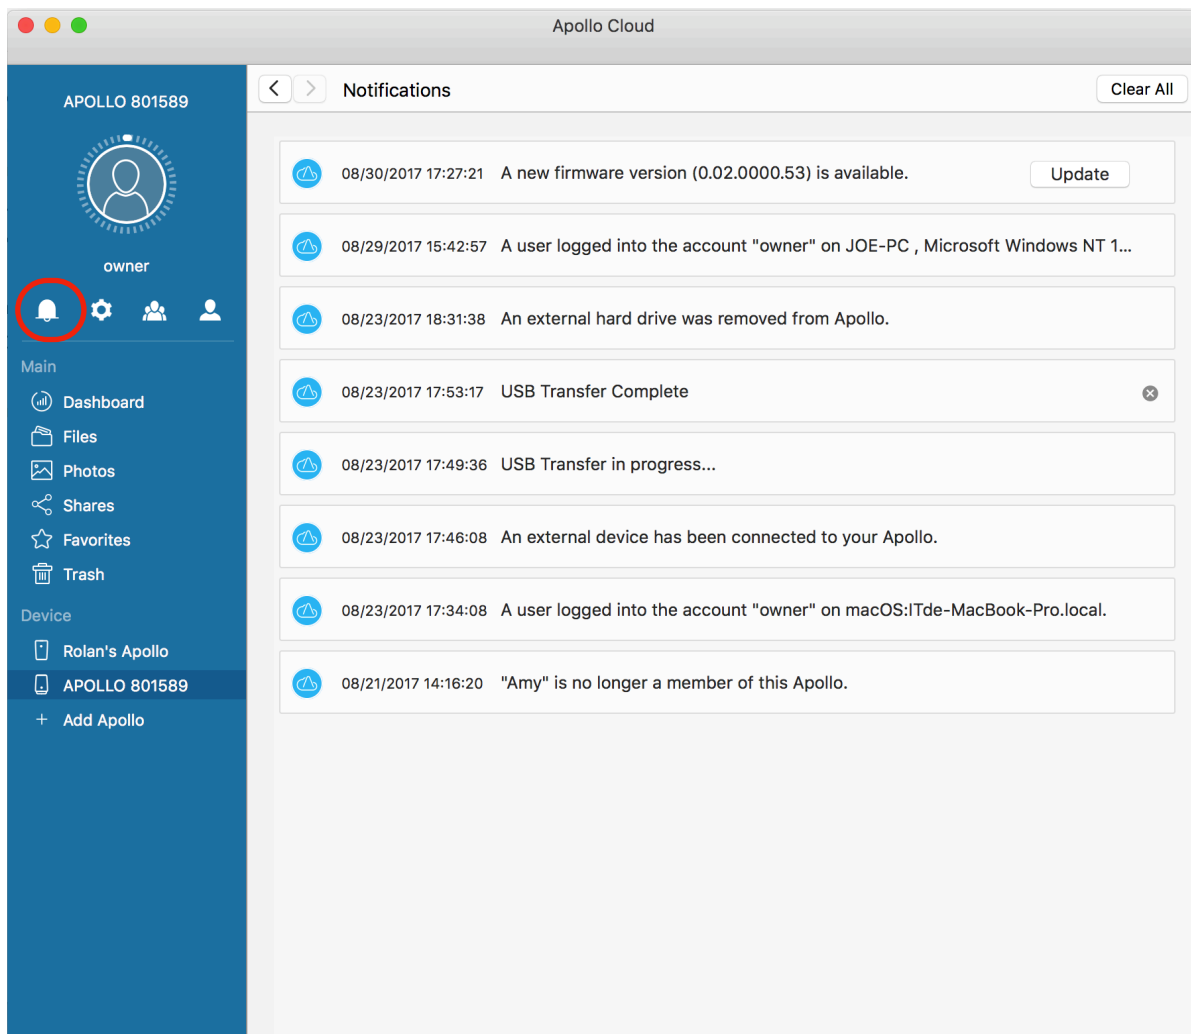 Apollo Cloud
APOLLO 801589
owner
Main
Dashboard
Files
Photos
Shares
Favorites
Trash
Device
Rolan's Apollo
APOLLO 801589
+ Add Apollo
Notifications
Clear All
08/30/2017 17:27:21 A new firmware version (0.02.0000.53) is available. Update
08/29/2017 15:42:57 A user logged into the account "owner" on JOE-PC , Microsoft Windows NT 1...
08/23/2017 18:31:38 An external hard drive was removed from Apollo.
08/23/2017 17:53:17 USB Transfer Complete
08/23/2017 17:49:36 USB Transfer in progress...
08/23/2017 17:46:08 An external device has been connected to your Apollo.
08/23/2017 17:34:08 A user logged into the account "owner" on macOS:ITde-MacBook-Pro.local.
08/21/2017 14:16:20 "Amy" is no longer a member of this Apollo.